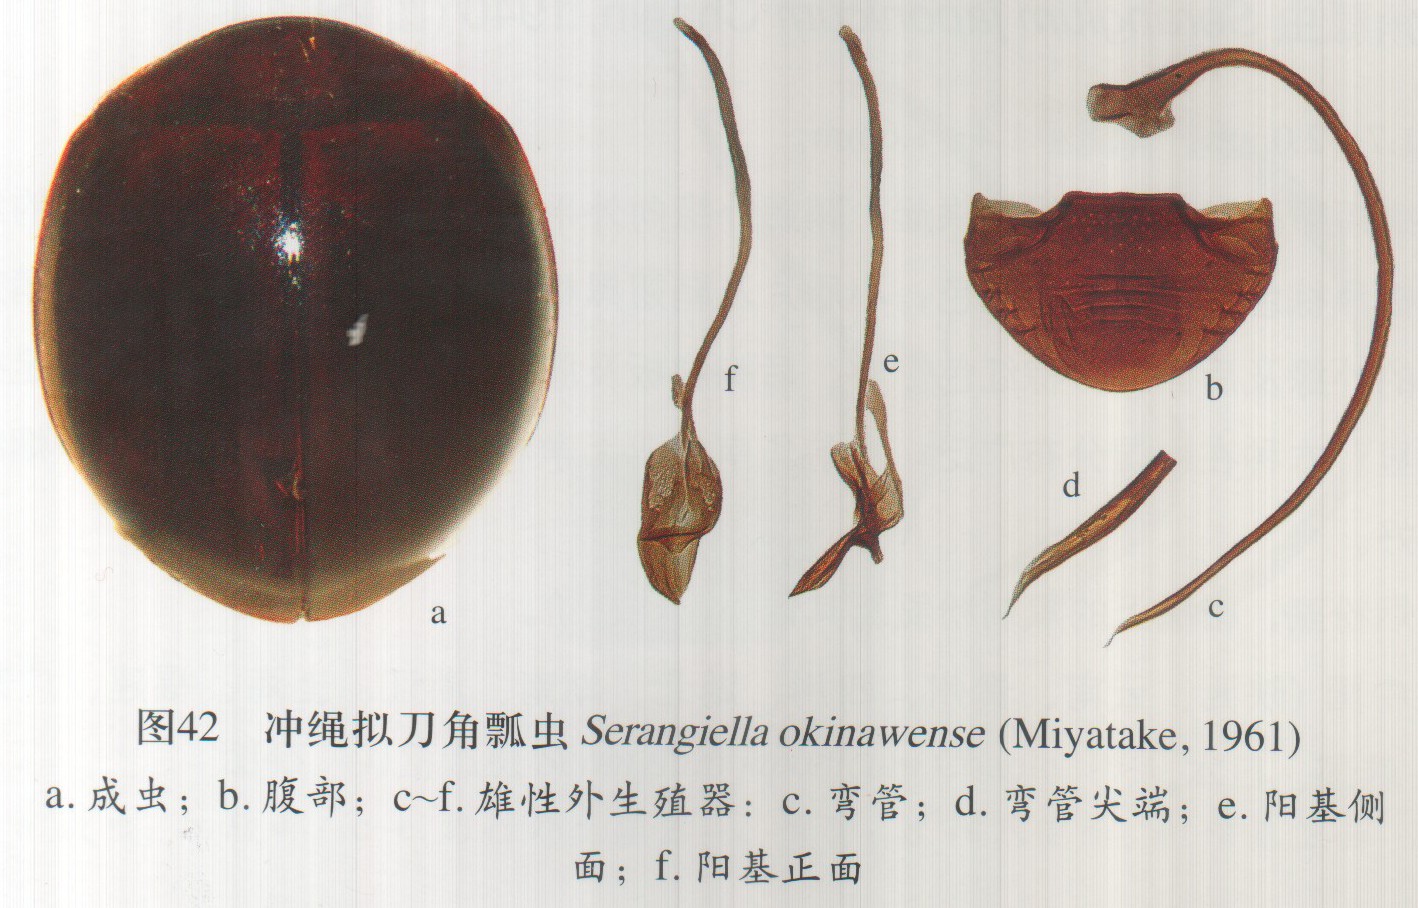 a
f
e
b
d
c
图42 冲绳拟刀角瓢虫 Serangiella okinawense (Miyatake, 1961)
a. 成虫；b. 腹部；c~f. 雄性外生殖器：c. 弯管；d. 弯管尖端；e. 阳基侧
面；f. 阳基正面